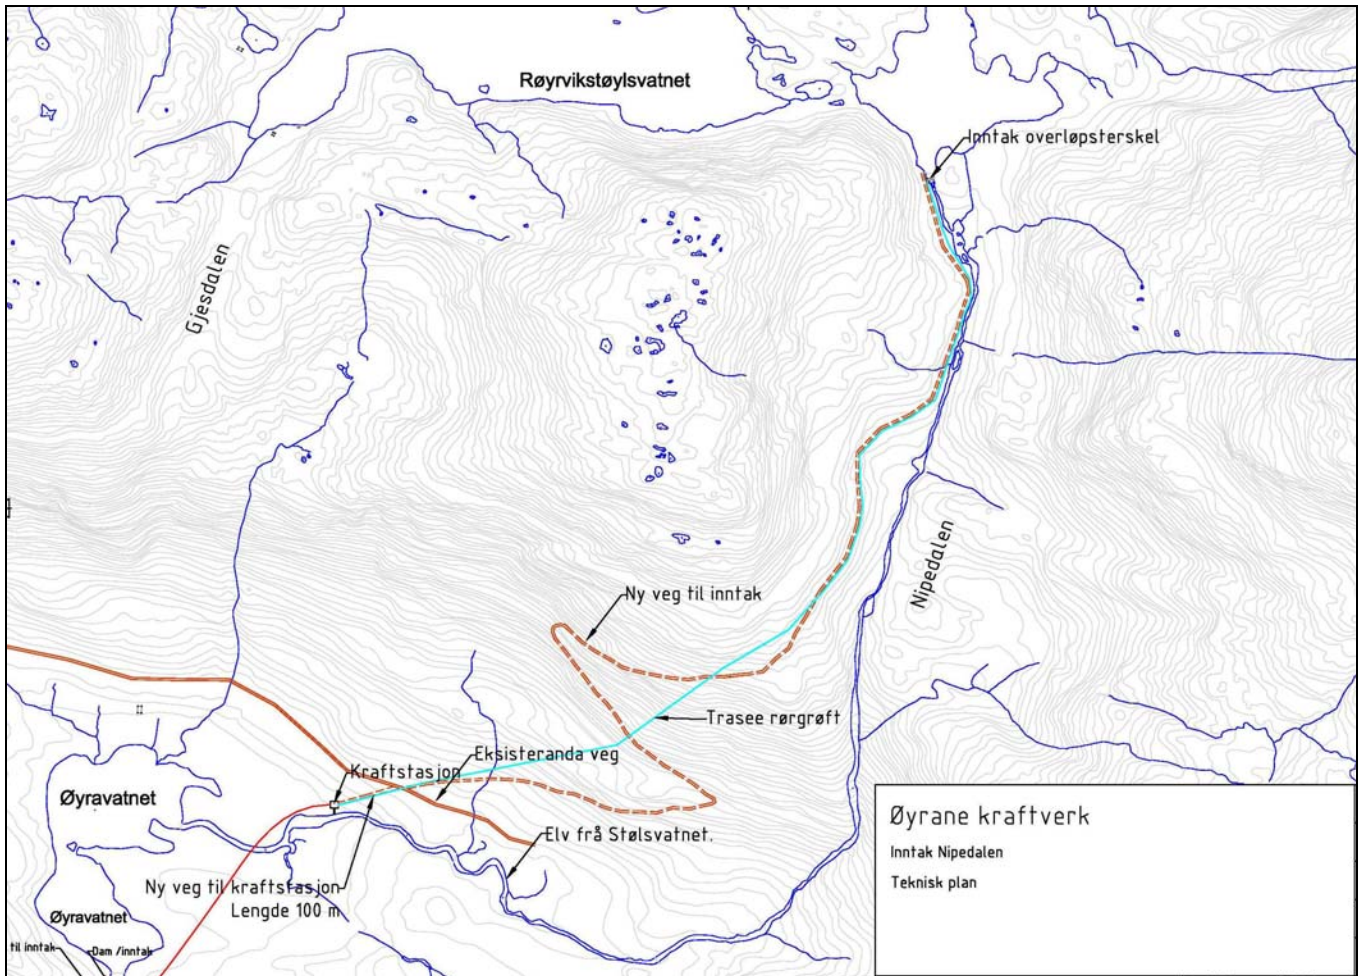 Røyrvikstøylsvatnet
Inntak overløpsterskel
Gjesdalen
Nipedalen
Ny veg til inntak
Trasee rørgrøft
Eksisteranda veg
Kraftstasjon
Øyravatnet
Elv frå Stølsvatnet.
Ny veg til kraftstasjon
Lengde 100 m
Øyravatnet
til inntak
Dam /inntak
Øyrane kraftverk
Inntak Nipedalen
Teknisk plan